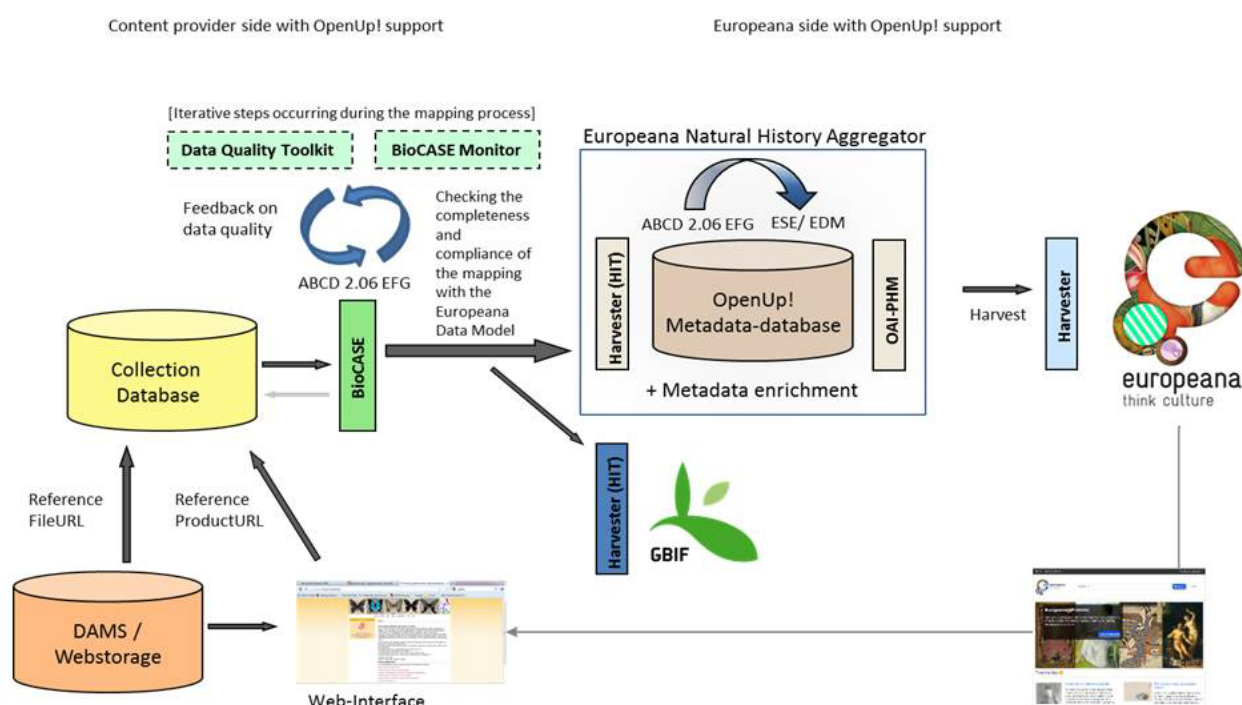 Content provider side with OpenUp! support
Europeana side with OpenUp! support
[Iterative steps occurring during the mapping process]
Data Quality Toolkit
BioCASE Monitor
Feedback on
data quality
ABCD 2.06 EFG
Checking the
completeness
and
compliance of
the mapping
with the
Europeana
Data Model
Collection
Database
BioCASE
Reference
FileURL
Reference
ProductURL
DAMS /
Webstorage
Web-Interface
Europeana Natural History Aggregator
ABCD 2.06 EFG
ESE/ EDM
Harvester (HIT)
OpenUp!
Metadata-database
OAI-PHM
+ Metadata enrichment
Harvest
Harvester
europeana
think culture
Harvester (HIT)
GBIF